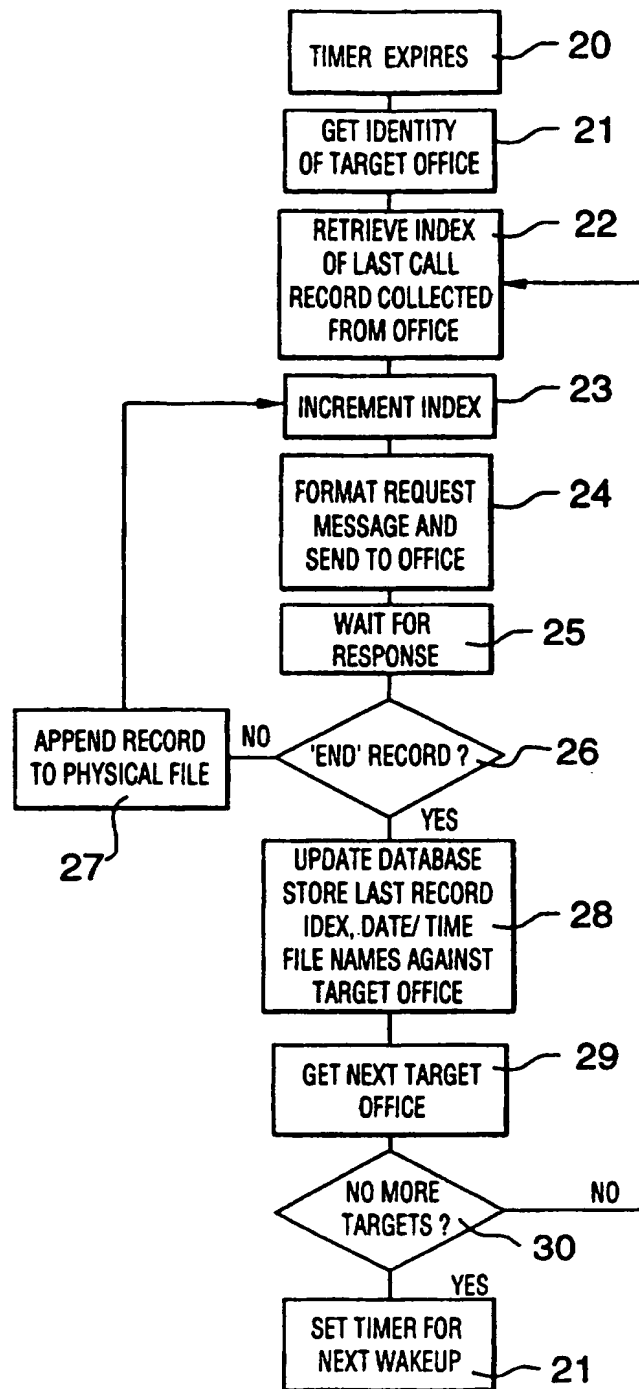 TIMER EXPIRES
20
GET IDENTITY
OF TARGET OFFICE
21
RETRIEVE INDEX
OF LAST CALL
RECORD COLLECTED
FROM OFFICE
22
INCREMENT INDEX
23
FORMAT REQUEST
MESSAGE AND
SEND TO OFFICE
24
WAIT FOR
RESPONSE
25
'END' RECORD ?
26
NO
APPEND RECORD
TO PHYSICAL FILE
27
YES
UPDATE DATABASE
STORE LAST RECORD
IDEX, DATE/ TIME
FILE NAMES AGAINST
TARGET OFFICE
28
GET NEXT TARGET
OFFICE
29
NO MORE
TARGETS ?
30
NO
YES
SET TIMER FOR
NEXT WAKEUP
21